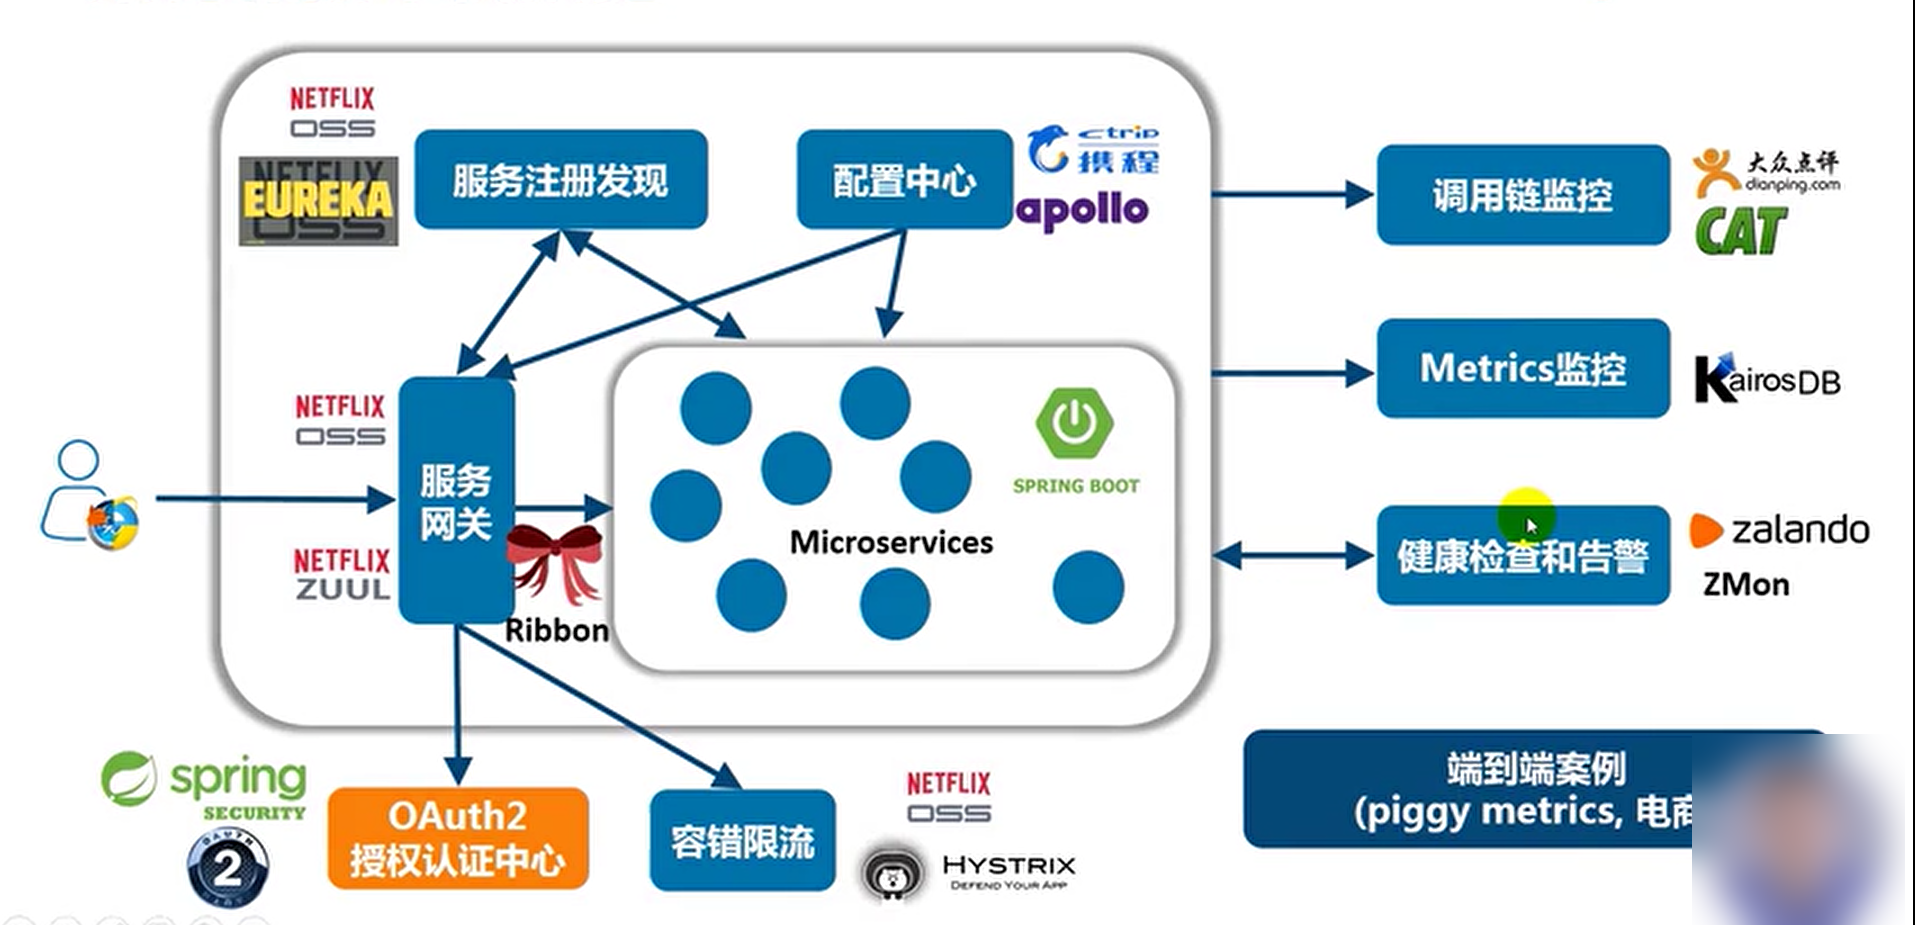 NETFLIX
OSS
NETFLIX
EUREKA
OSS
服务注册发现
配置中心
ctrip
携程
apollo
调用链监控
大众点评
dianping.com
CAT
Metrics监控
KairosDB
NETFLIX
OSS
服务
网关
NETFLIX
ZUUL
Ribbon
SPRING BOOT
Microservices
健康检查和告警
zalando
ZMon
spring
SECURITY
OAUTH
2
OAuth2
授权认证中心
容错限流
NETFLIX
OSS
HYSTRIX
DEFEND YOUR APP
端到端案例
(piggy metrics, 电商